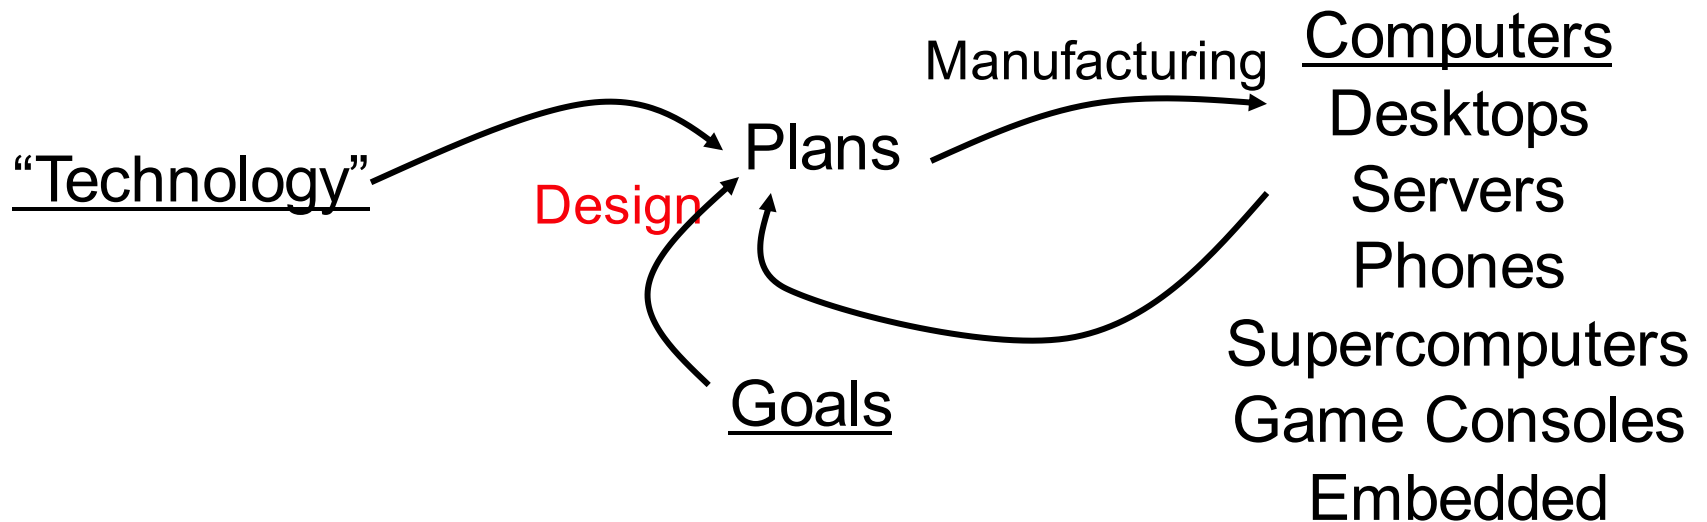 “Technology”
Design
Plans
Goals
Manufacturing
Computers
Desktops
Servers
Phones
Supercomputers
Game Consoles
Embedded